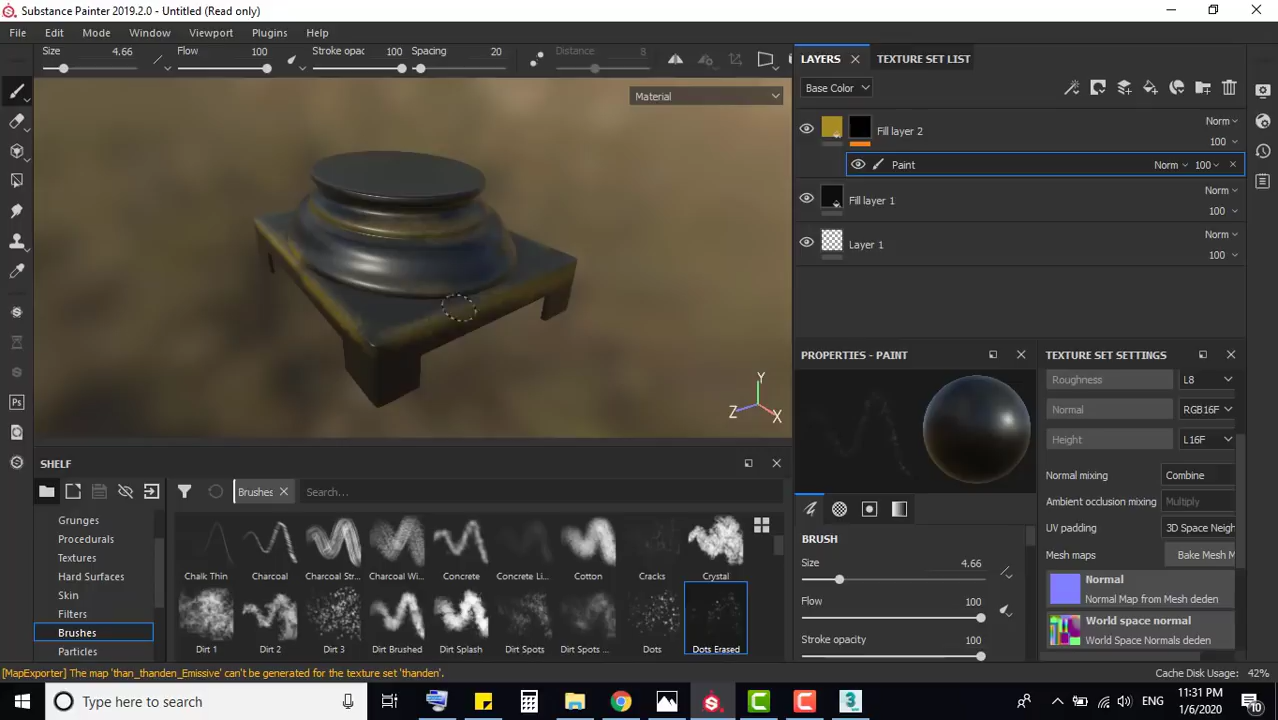 Substance Painter 2019.2.0 - Untitled (Read only)
File Edit Mode Window Viewport Plugins Help
Size 4.66 Flow 100 Stroke opac 100 Spacing 20 Distance 8
Material
LAYERS TEXTURE SET LIST
Base Color
Fill layer 2 Norm
100
Paint Norm 100
Fill layer 1 Norm
100
Layer 1 Norm
100
Y
Z X
PROPERTIES - PAINT
BRUSH
Size 4.66
Flow 100
Stroke opacity 100
TEXTURE SET SETTINGS
Roughness L8
Normal RGB16F
Height L16F
Normal mixing Combine
Ambient occlusion mixing Multiply
UV padding 3D Space Neigh
Mesh maps Bake Mesh M
Normal
Normal Map from Mesh deden
World space normal
World Space Normals deden
SHELF
Brushes Search...
Grunges
Procedurals
Textures
Hard Surfaces
Skin
Filters
Brushes
Particles
Chalk Thin Charcoal Charcoal Str... Charcoal Wi... Concrete Concrete Li... Cotton Cracks Crystal
Dirt 1 Dirt 2 Dirt 3 Dirt Brushed Dirt Splash Dirt Spots Dirt Spots ... Dots Dots Erased
[MapExporter] The map 'than_thanden_Emissive' can't be generated for the texture set 'thanden'.
Cache Disk Usage: 42%
Type here to search
Ps
ENG
11:31 PM
1/6/2020
10